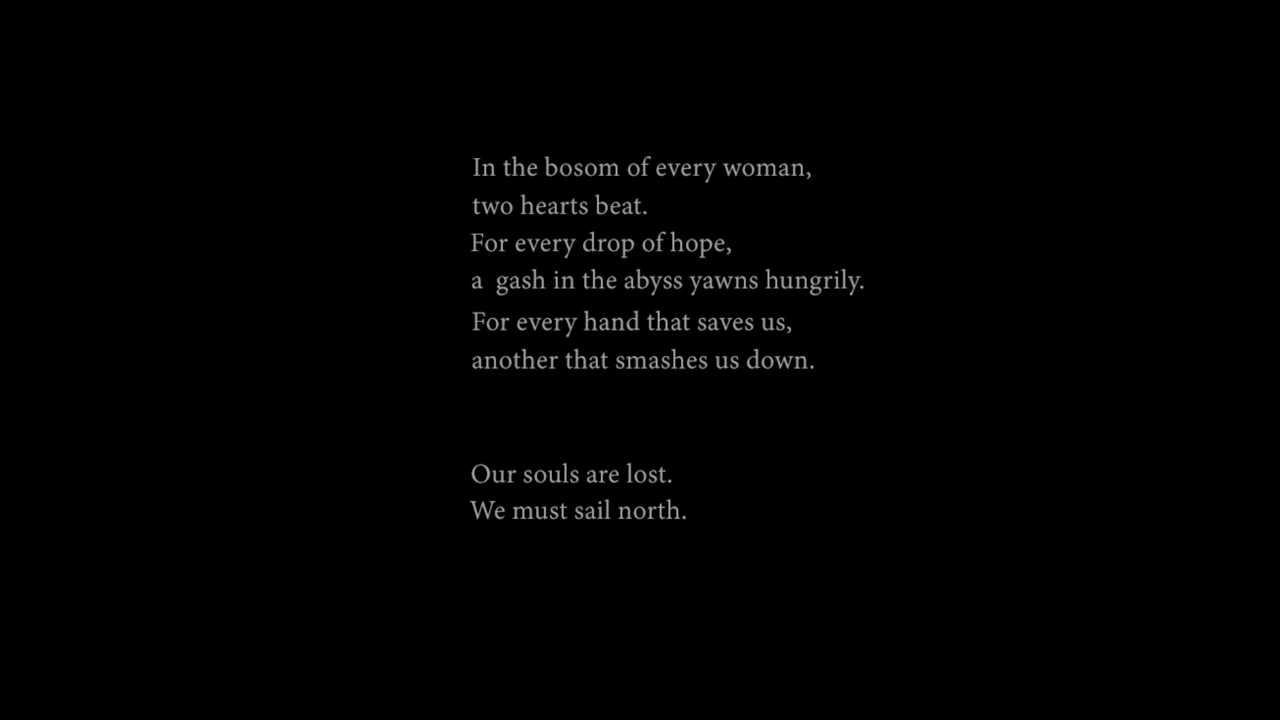 In the bosom of every woman,
two hearts beat.
For every drop of hope,
a  gash in the abyss yawns hungrily.
For every hand that saves us,
another that smashes us down.
Our souls are lost.
We must sail north.